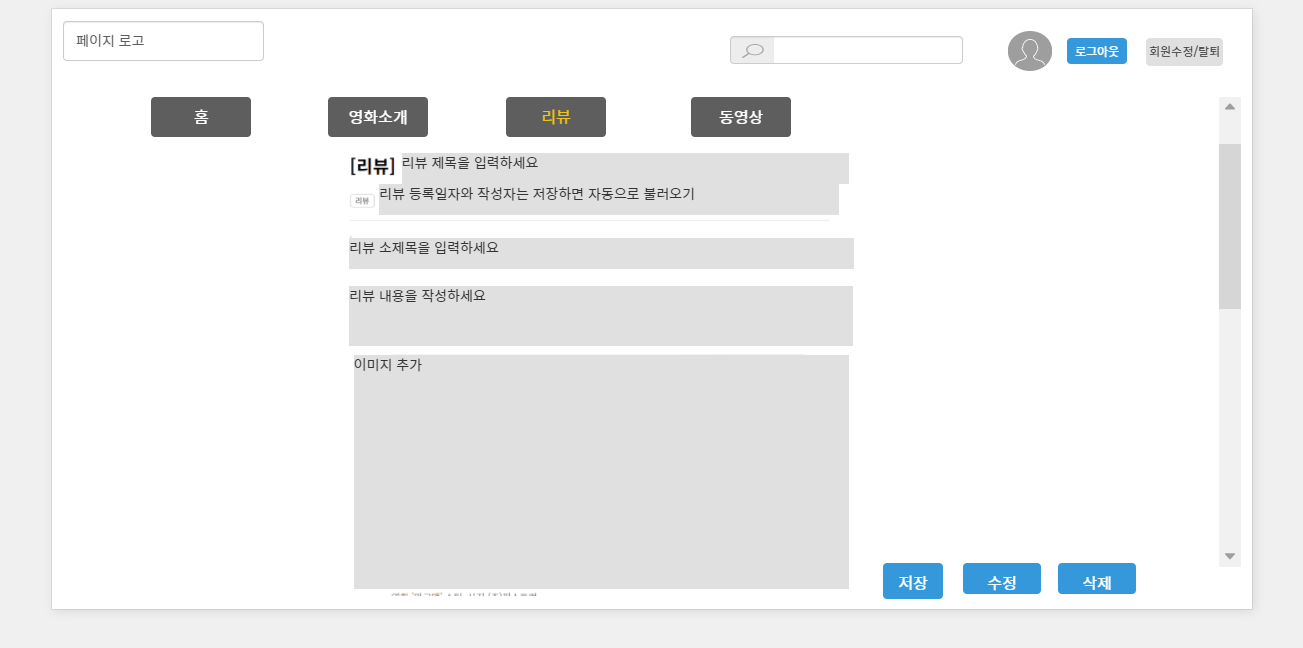 페이지 로고
로그아웃
회원수정/탈퇴
홈
영화소개
리뷰
동영상
[리뷰] 리뷰 제목을 입력하세요
리뷰 리뷰 등록일자와 작성자는 저장하면 자동으로 불러오기
리뷰 소제목을 입력하세요
리뷰 내용을 작성하세요
이미지 추가
저장
수정
삭제